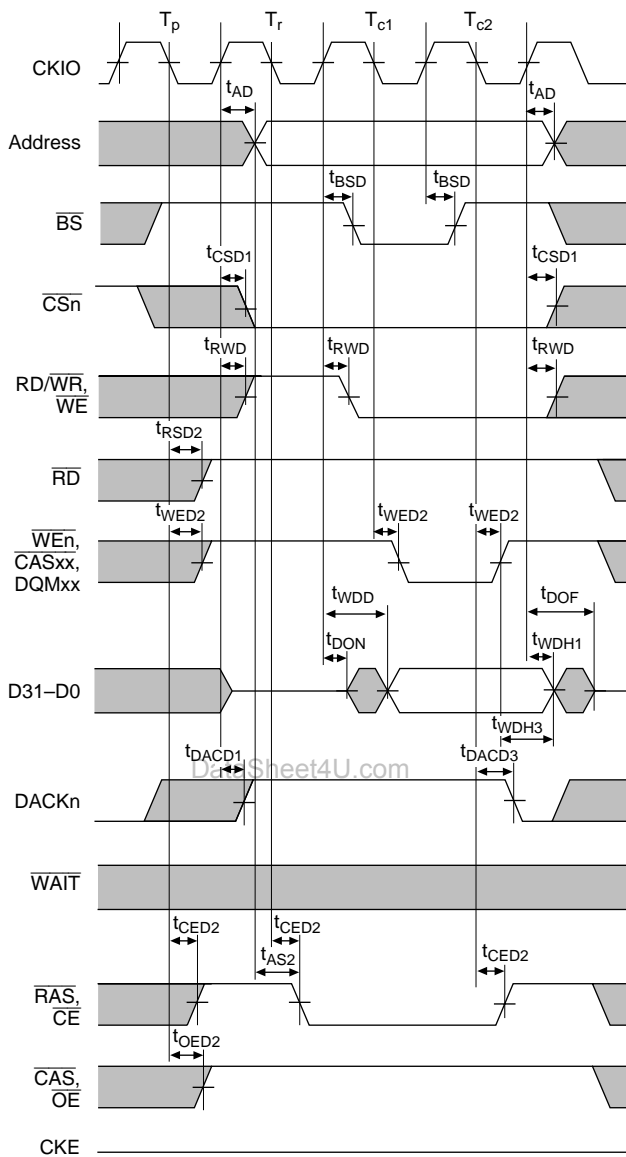 Tp Tr Tc1 Tc2
CKIO
tAD tAD
Address
tBSD tBSD
BS
tCSD1 tCSD1
CSn
tRWD tRWD tRWD
RD/WR,
WE
tRSD2
RD
tWED2 tWED2 tWED2
WEn,
CASxx,
DQMxx
tWDD tDOF
tDON tWDH1
D31–D0
tWDH3
tDACD1 tDACD3
DataSheet4U.com
DACKn
WAIT
tCED2 tCED2 tCED2
tAS2
RAS,
CE
tOED2
CAS,
OE
CKE